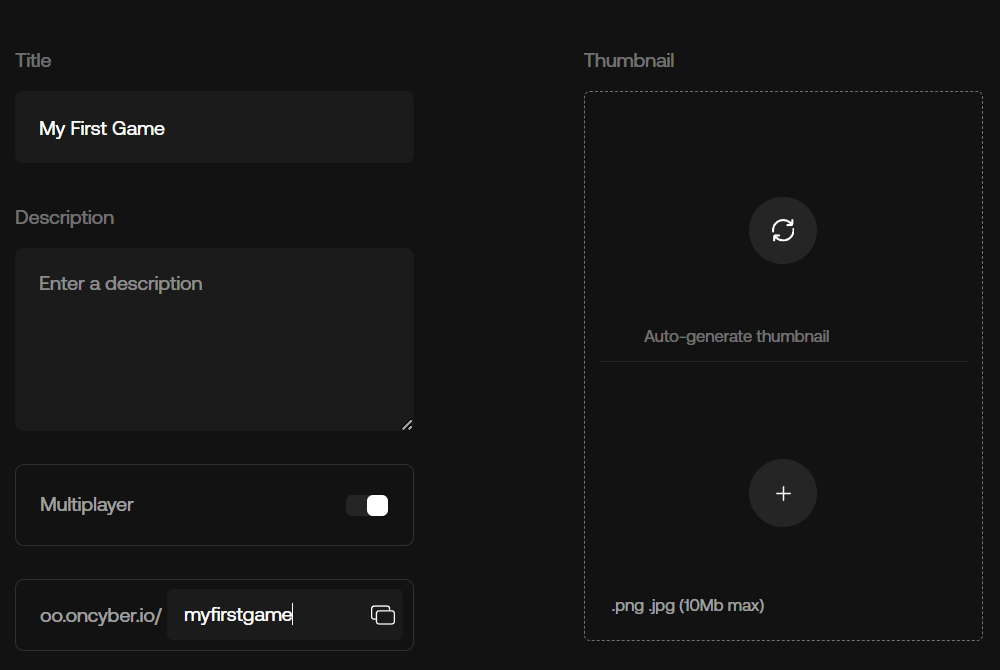 Title
My First Game
Description
Enter a description
Multiplayer
oo.oncyber.io/ myfirstgame
Thumbnail
Auto-generate thumbnail
.png .jpg (10Mb max)